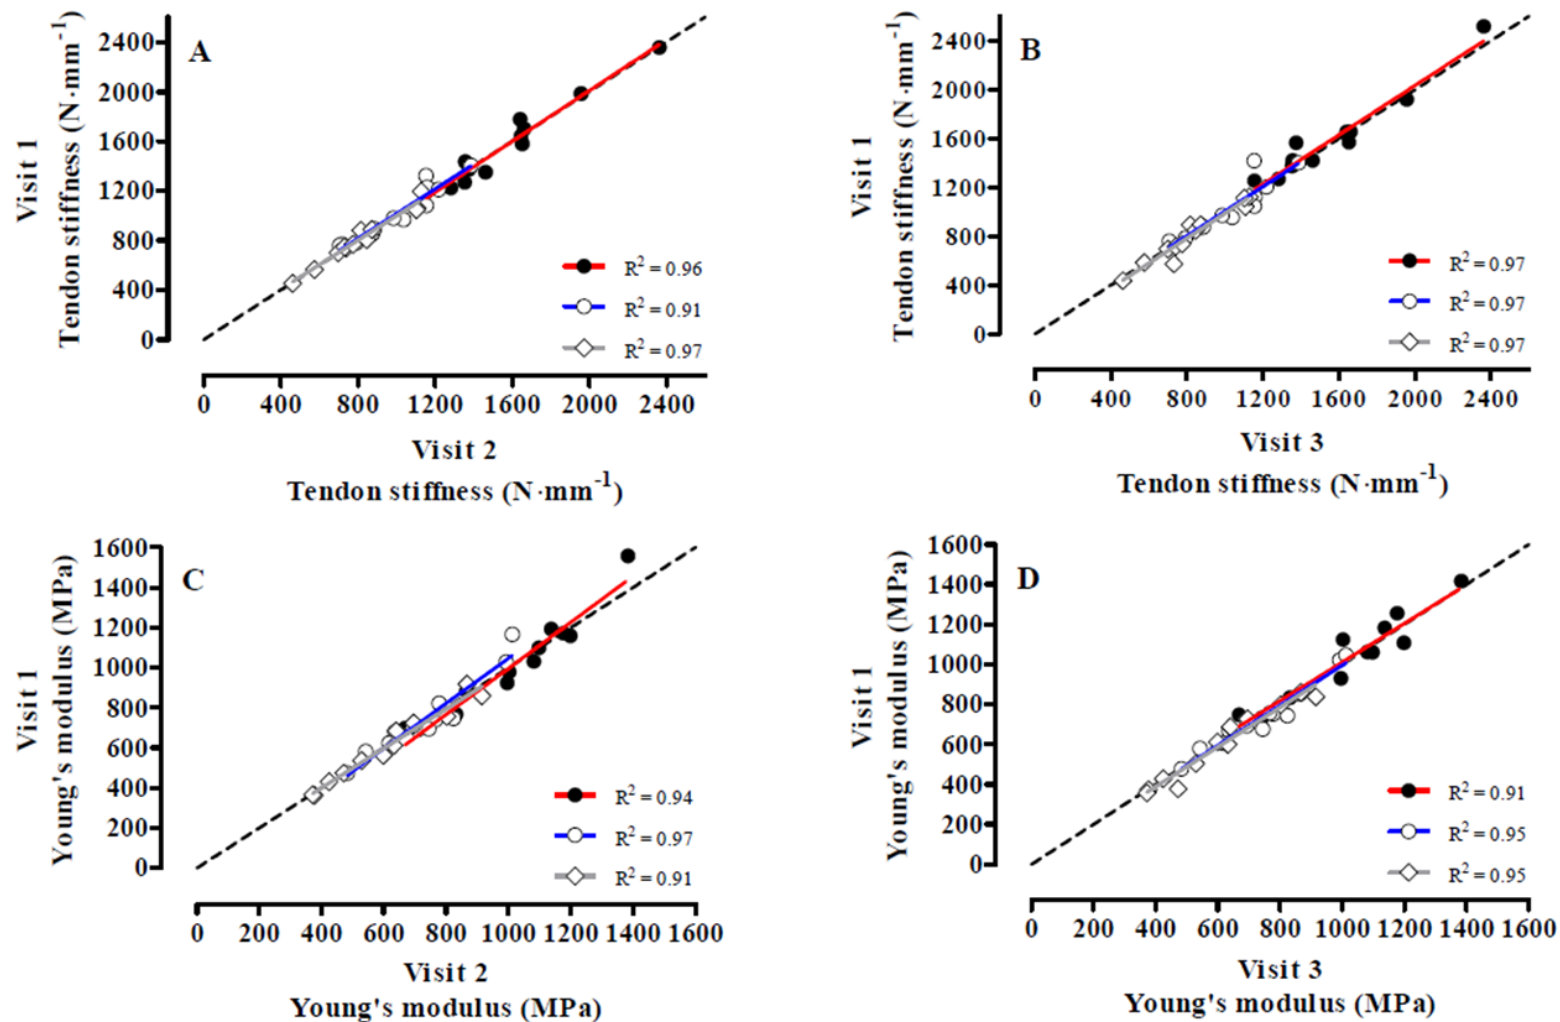 A
Visit 1
Tendon stiffness (N·mm⁻¹)
2400
2000
1600
1200
800
400
0
R² = 0.96
R² = 0.91
R² = 0.97
0 400 800 1200 1600 2000 2400
Visit 2
Tendon stiffness (N·mm⁻¹)
B
Visit 1
Tendon stiffness (N·mm⁻¹)
2400
2000
1600
1200
800
400
0
R² = 0.97
R² = 0.97
R² = 0.97
0 400 800 1200 1600 2000 2400
Visit 3
Tendon stiffness (N·mm⁻¹)
C
Visit 1
Young's modulus (MPa)
1600
1400
1200
1000
800
600
400
200
0
R² = 0.94
R² = 0.97
R² = 0.91
0 200 400 600 800 1000 1200 1400 1600
Visit 2
Young's modulus (MPa)
D
Visit 1
Young's modulus (MPa)
1600
1400
1200
1000
800
600
400
200
0
R² = 0.91
R² = 0.95
R² = 0.95
0 200 400 600 800 1000 1200 1400 1600
Visit 3
Young's modulus (MPa)